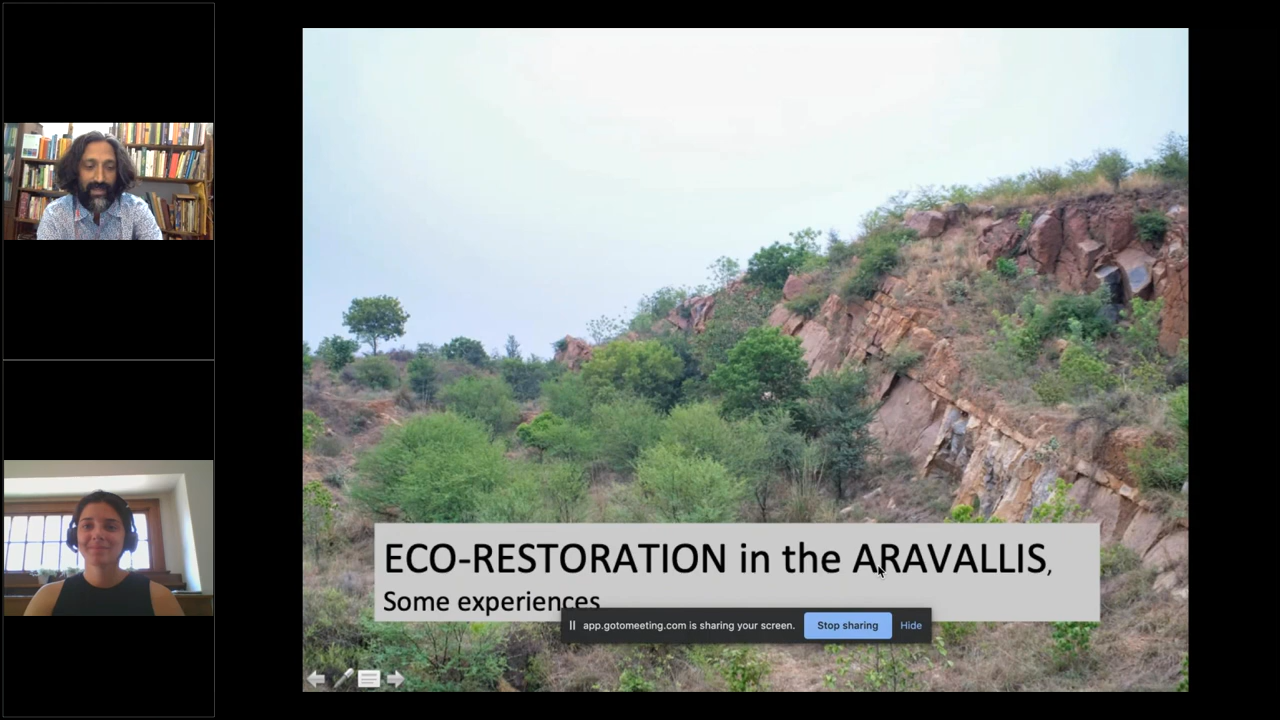 ECO-RESTORATION in the ARAVALLIS,
Some experiences
app.gotomeeting.com is sharing your screen.
Stop sharing
Hide